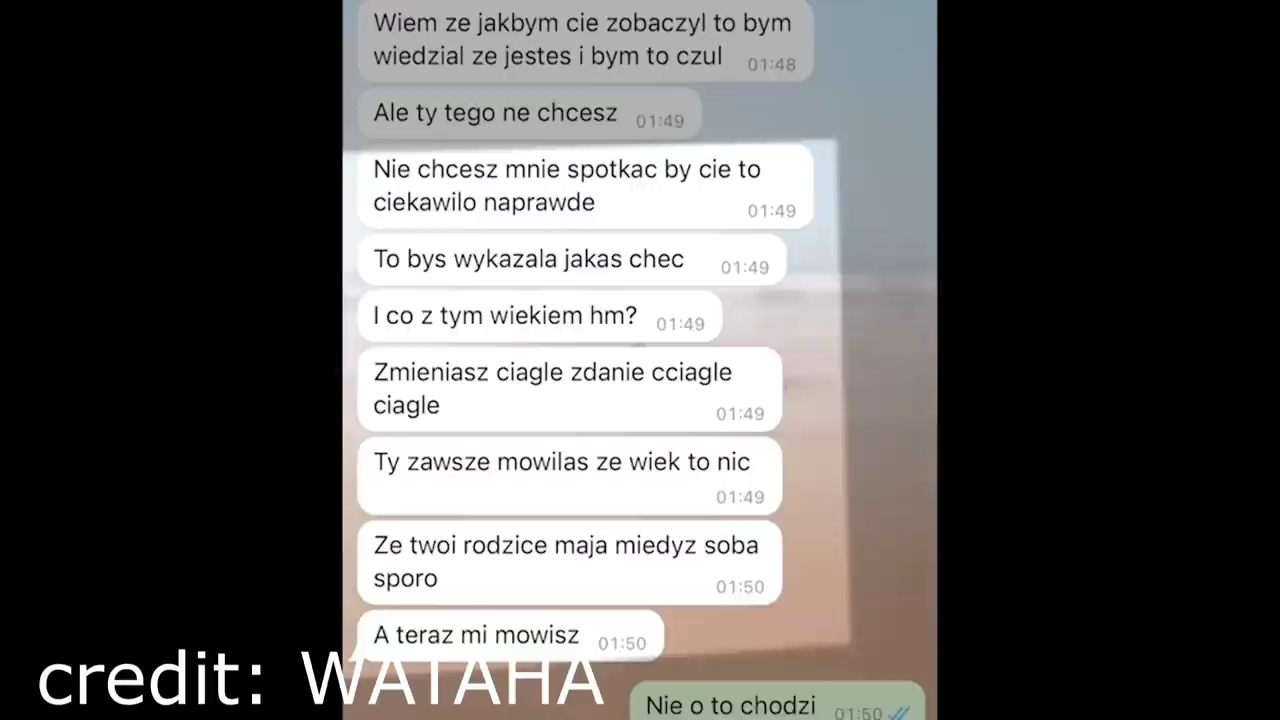 Wiem ze jakbym cie zobaczyl to bym
wiedzial ze jestes i bym to czul 01:48
Ale ty tego ne chcesz 01:49
Nie chcesz mnie spotkac by cie to
ciekawilo naprawde 01:49
To bys wykazala jakas chec 01:49
I co z tym wiekiem hm? 01:49
Zmieniasz ciagle zdanie cciagle
ciagle 01:49
Ty zawsze mowilas ze wiek to nic
01:49
Ze twoi rodzice maja miedyz soba
sporo 01:50
A teraz mi mowisz 01:50
credit: WATAHA
Nie o to chodzi 01:50